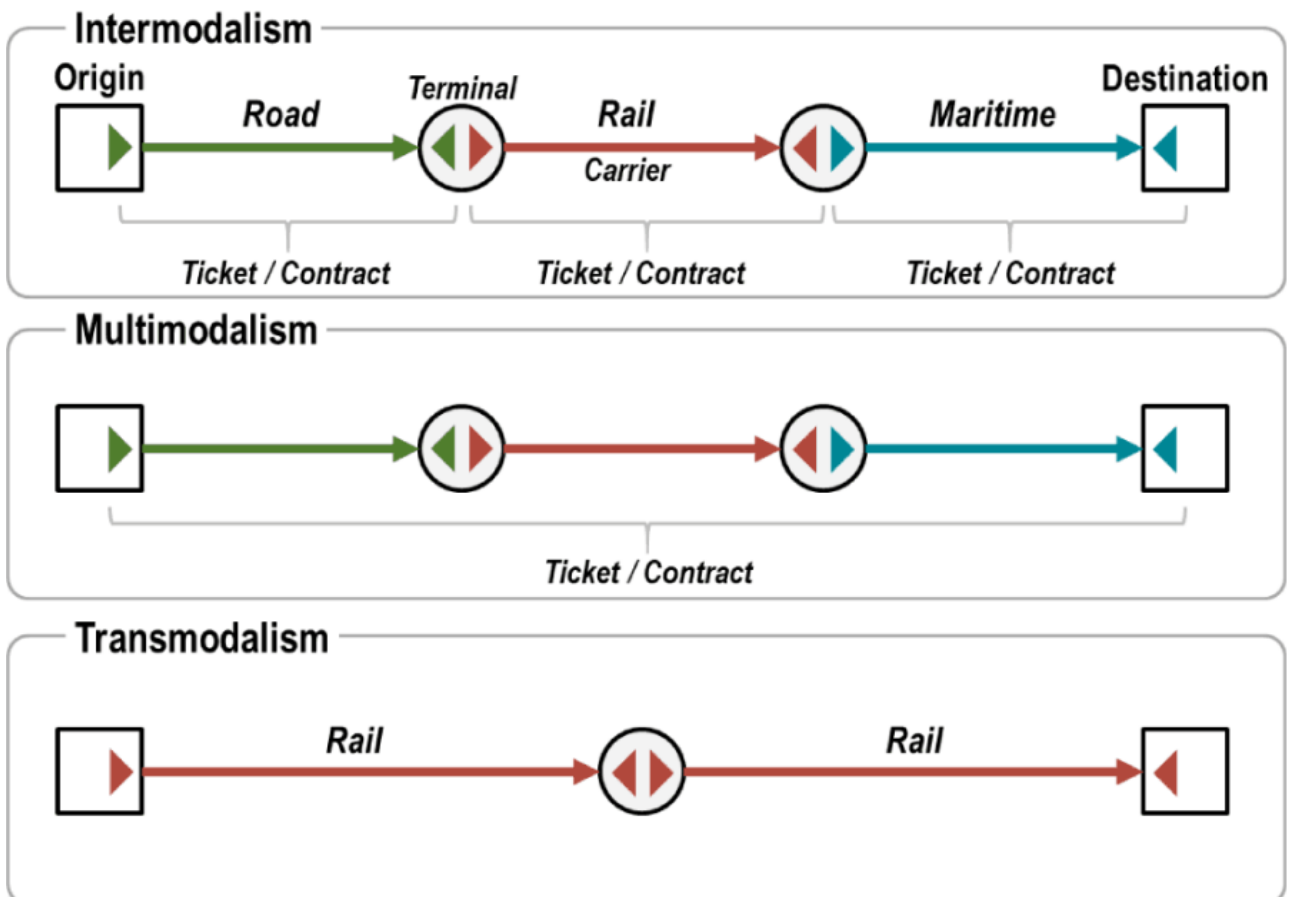 Intermodalism
Origin
Terminal
Destination
Road
Rail
Maritime
Carrier
Ticket / Contract
Ticket / Contract
Ticket / Contract
Multimodalism
Ticket / Contract
Transmodalism
Rail
Rail